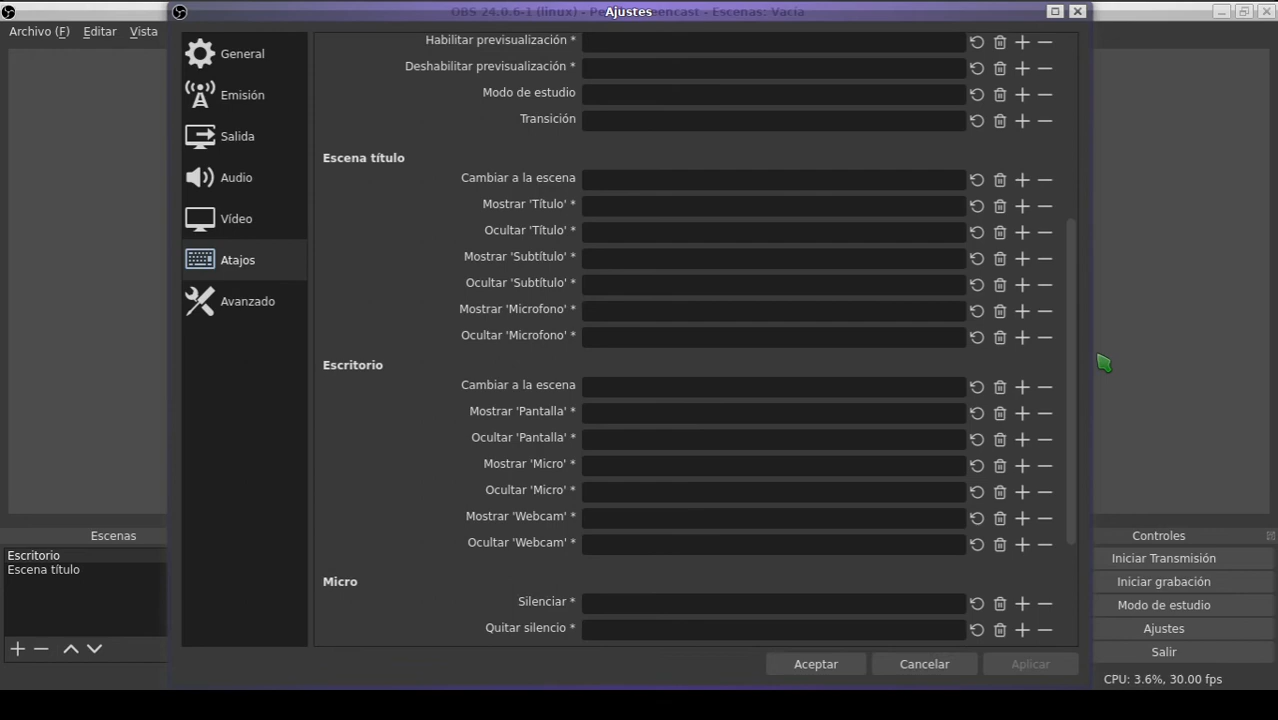 OBS 24.0.6-1 (linux) - Pe
Ajustes
encast - Escenas: Vacía
Archivo (F) Editar Vista
General
Emisión
Salida
Audio
Vídeo
Atajos
Avanzado
Habilitar previsualización *
Deshabilitar previsualización *
Modo de estudio
Transición
Escena título
Cambiar a la escena
Mostrar 'Título' *
Ocultar 'Título' *
Mostrar 'Subtítulo' *
Ocultar 'Subtítulo' *
Mostrar 'Microfono' *
Ocultar 'Microfono' *
Escritorio
Cambiar a la escena
Mostrar 'Pantalla' *
Ocultar 'Pantalla' *
Mostrar 'Micro' *
Ocultar 'Micro' *
Mostrar 'Webcam' *
Ocultar 'Webcam' *
Micro
Silenciar *
Quitar silencio *
Aceptar Cancelar Aplicar
Escenas
Escritorio
Escena título
Controles
Iniciar Transmisión
Iniciar grabación
Modo de estudio
Ajustes
Salir
CPU: 3.6%, 30.00 fps